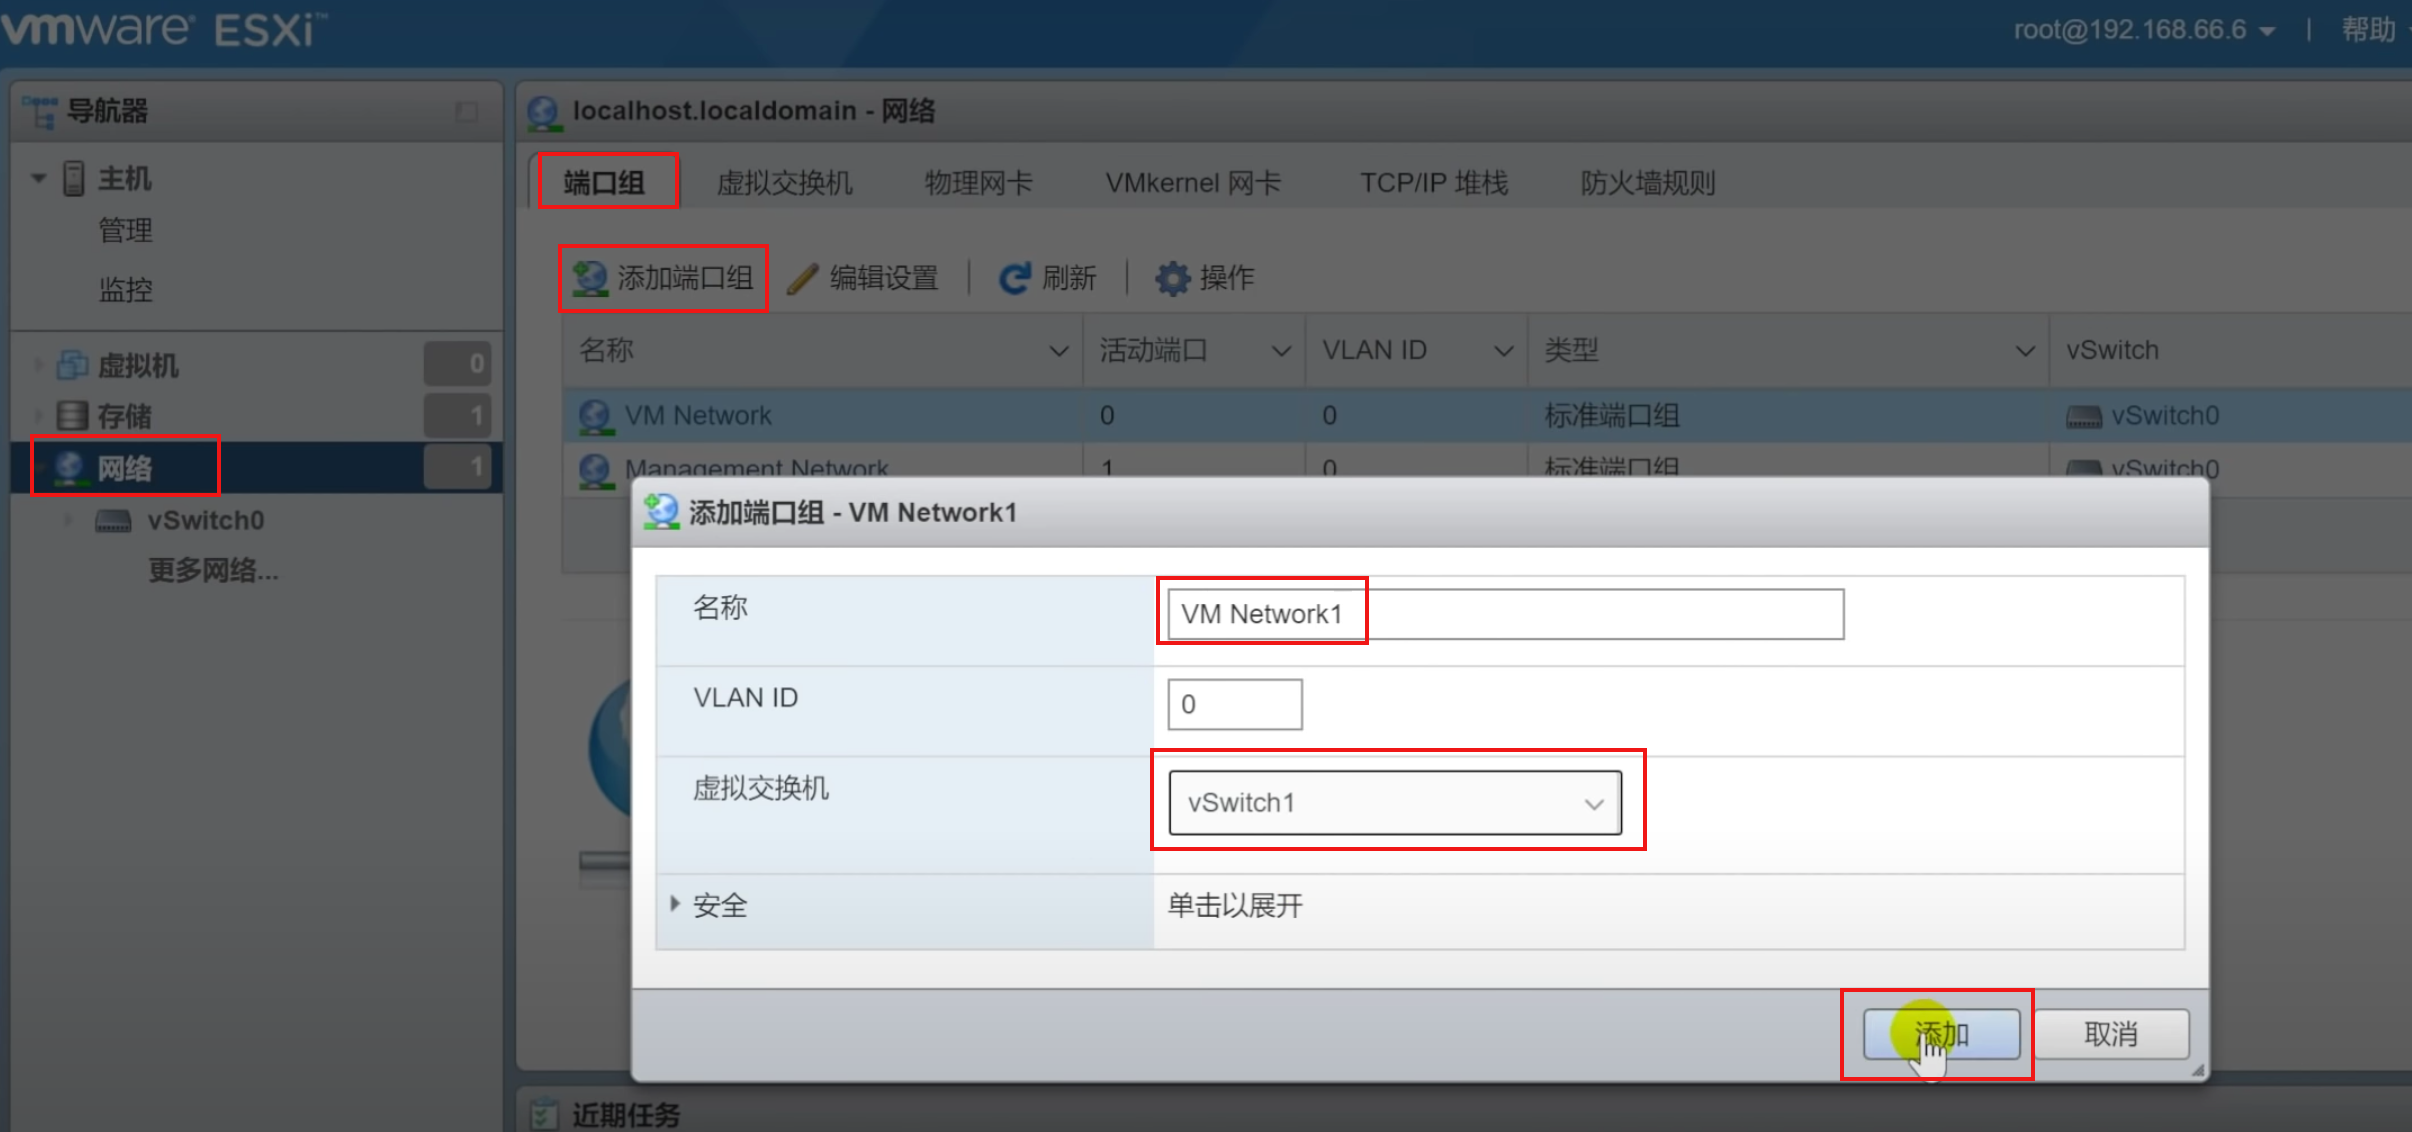 vmware® ESXi™
root@192.168.66.6 | 帮助
导航器
主机
管理
监控
虚拟机 0
存储 1
网络 1
vSwitch0
更多网络...
localhost.localdomain - 网络
端口组 虚拟交换机 物理网卡 VMkernel 网卡 TCP/IP 堆栈 防火墙规则
添加端口组 编辑设置 | 刷新 | 操作
名称 活动端口 VLAN ID 类型 vSwitch
VM Network 0 0 标准端口组 vSwitch0
Management Network 1 0 标准端口组 vSwitch0
添加端口组 - VM Network1
名称 VM Network1
VLAN ID 0
虚拟交换机 vSwitch1
安全 单击以展开
添加 取消
近期任务